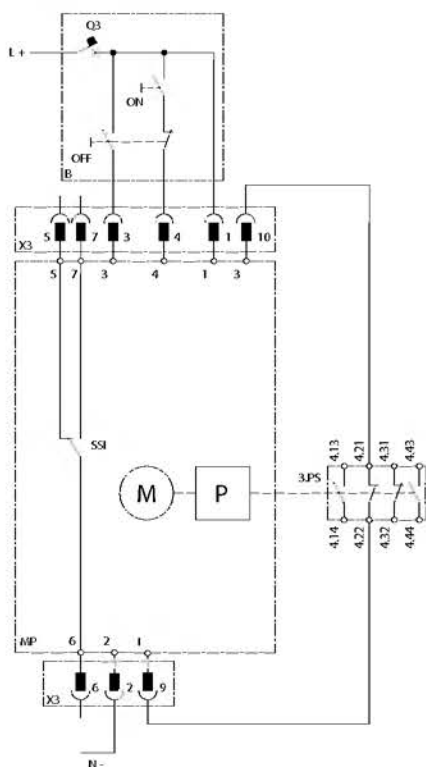 Q3
L +
ON
OFF
B
X3 5 7 3 4 1 10
5 7 3 4 1 3
SSI
4.13 4.21 4.31 4.43
M P 3.PS
4.14 4.22 4.32 4.44
MP 6 2 1
X3 6 2 9
N -